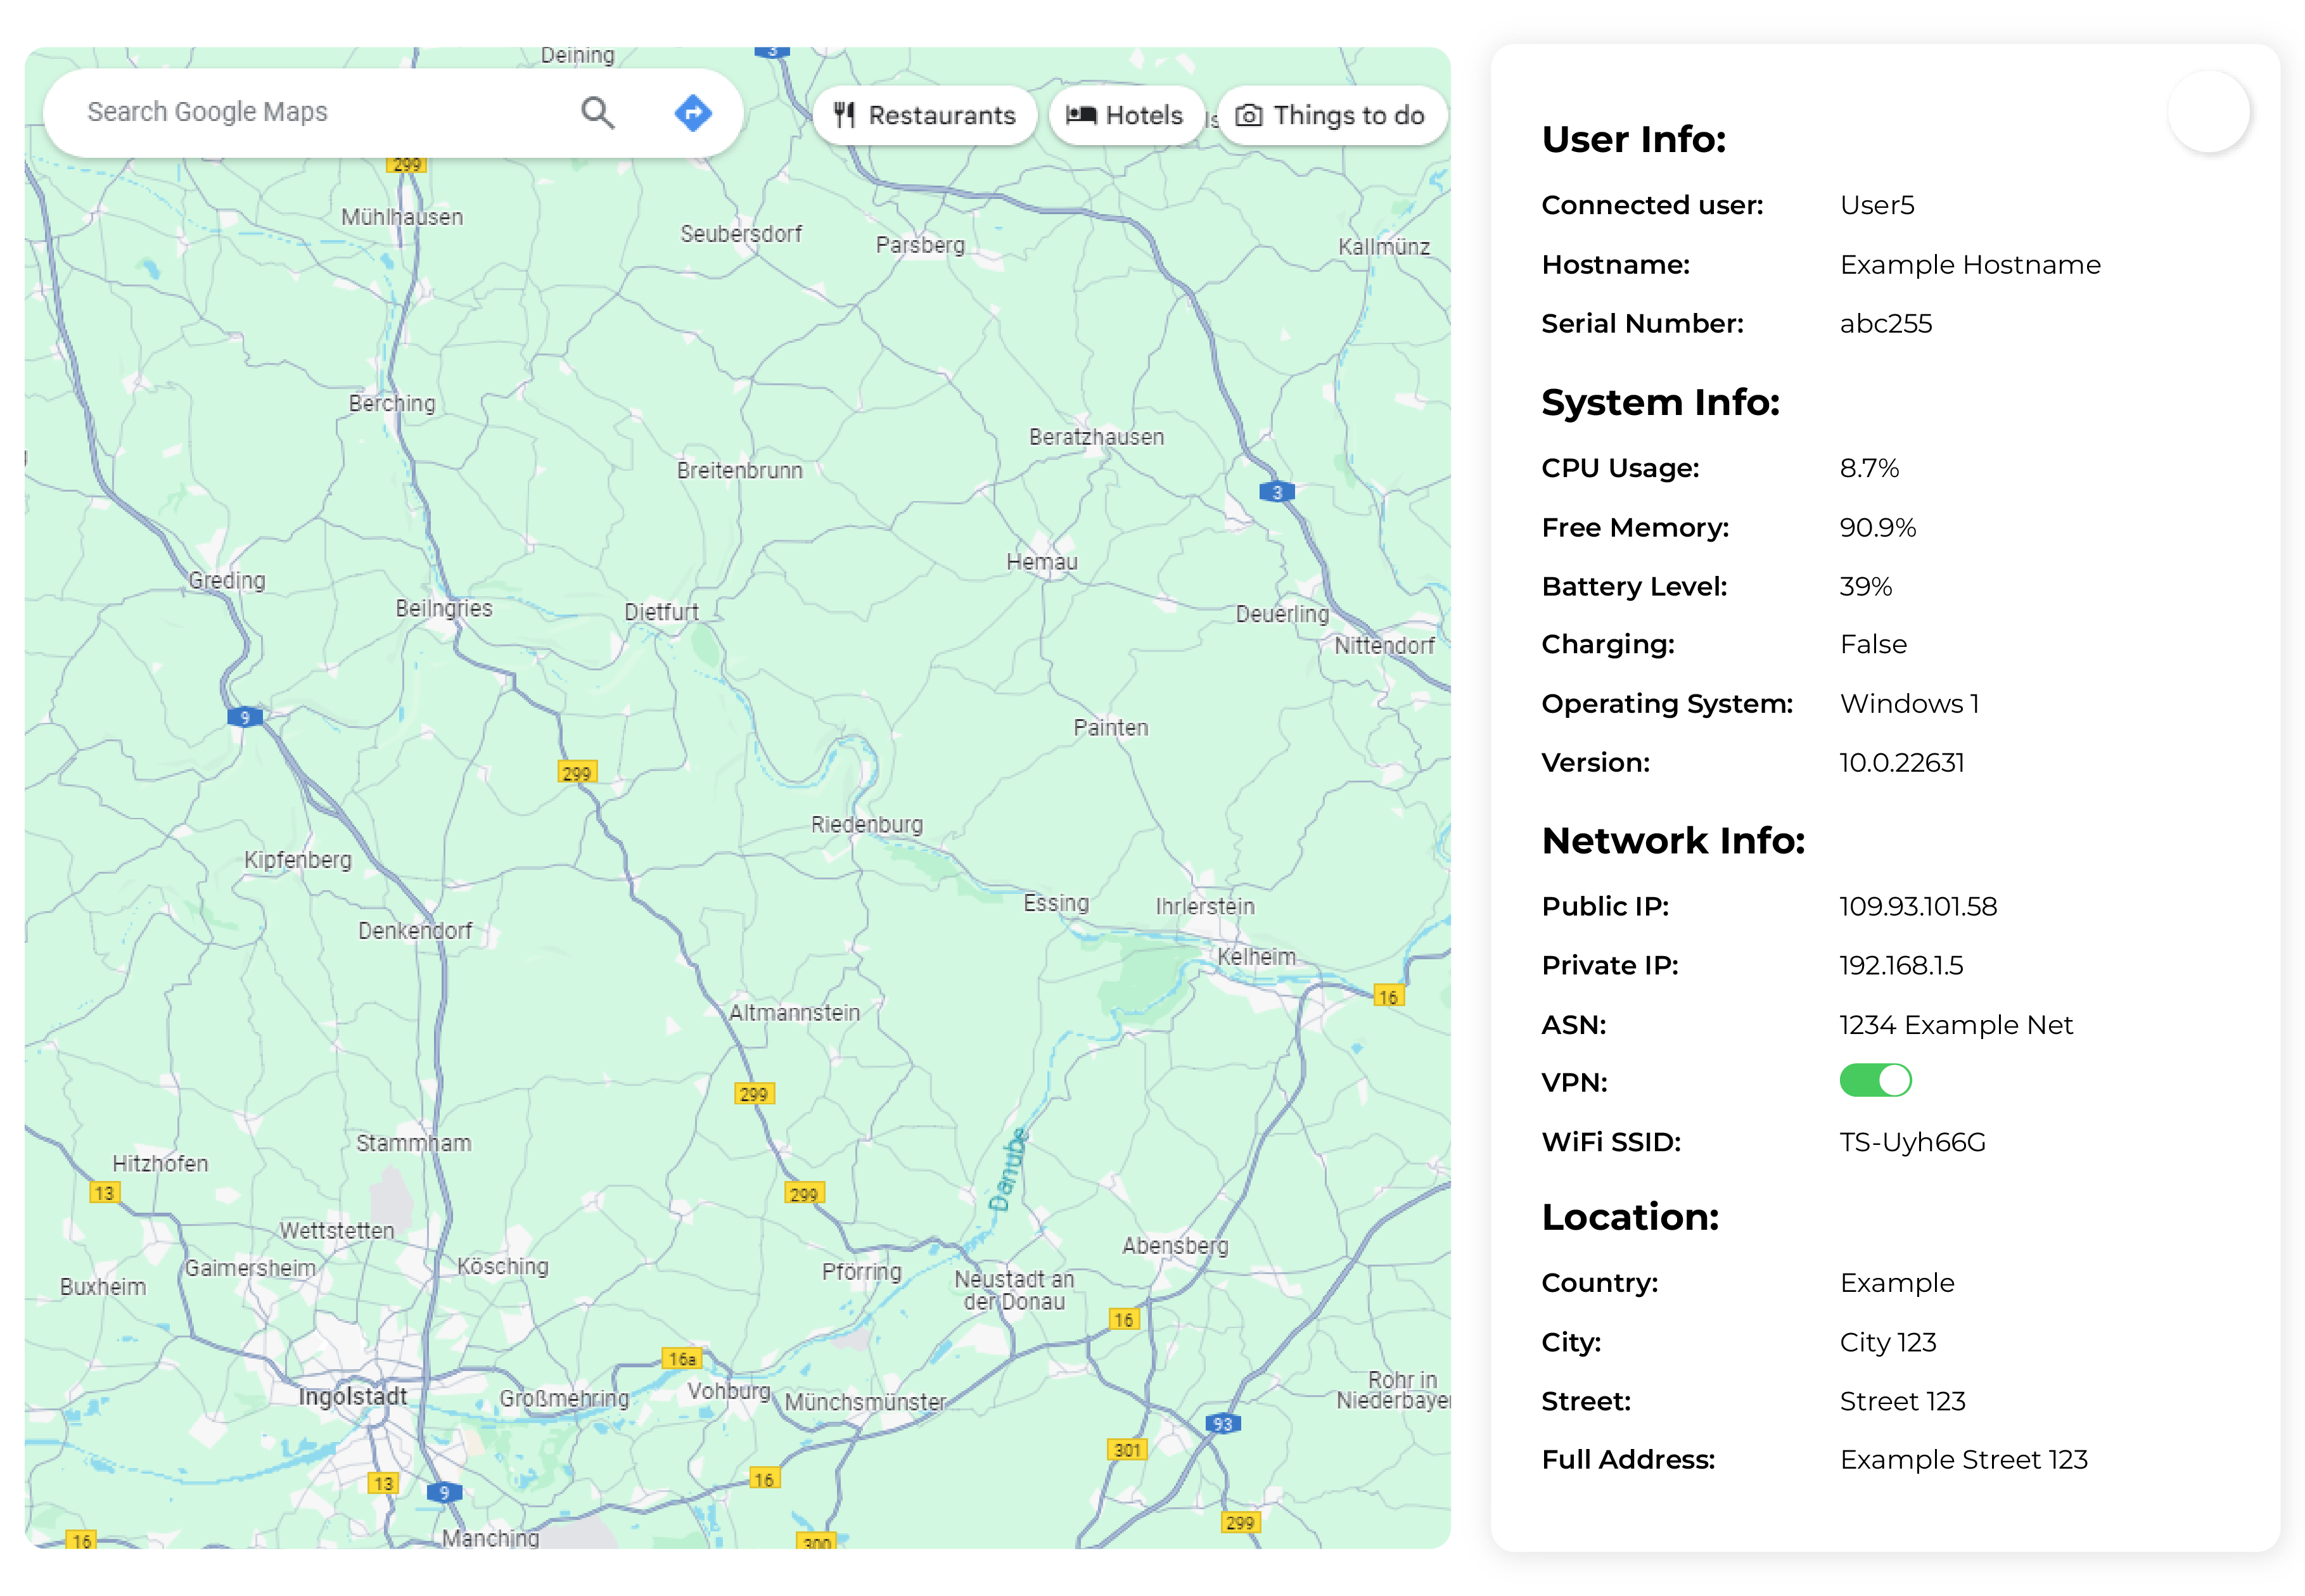 Deining
3
Search Google Maps
Restaurants
Hotels
Things to do
299
Mühlhausen
Seubersdorf
Parsberg
Kallmünz
Berching
Beratzhausen
Breitenbrunn
3
Hemau
Greding
Beilngries
Dietfurt
Deuerling
Nittendorf
9
Painten
299
Riedenburg
Kipfenberg
Essing
Ihrlerstein
Denkendorf
Kelheim
16
Altmannstein
299
Danube
Stammham
Hitzhofen
13
299
Wettstetten
Abensberg
Gaimersheim
Kösching
Pförring
Neustadt an
der Donau
Buxheim
16
16a
Ingolstadt
Großmehring
Vohburg
Münchsmünster
Rohr in
Niederbaye
93
301
13
9
16
299
16
Manching
300
User Info:
Connected user: User5
Hostname: Example Hostname
Serial Number: abc255
System Info:
CPU Usage: 8.7%
Free Memory: 90.9%
Battery Level: 39%
Charging: False
Operating System: Windows 1
Version: 10.0.22631
Network Info:
Public IP: 109.93.101.58
Private IP: 192.168.1.5
ASN: 1234 Example Net
VPN:
WiFi SSID: TS-Uyh66G
Location:
Country: Example
City: City 123
Street: Street 123
Full Address: Example Street 123